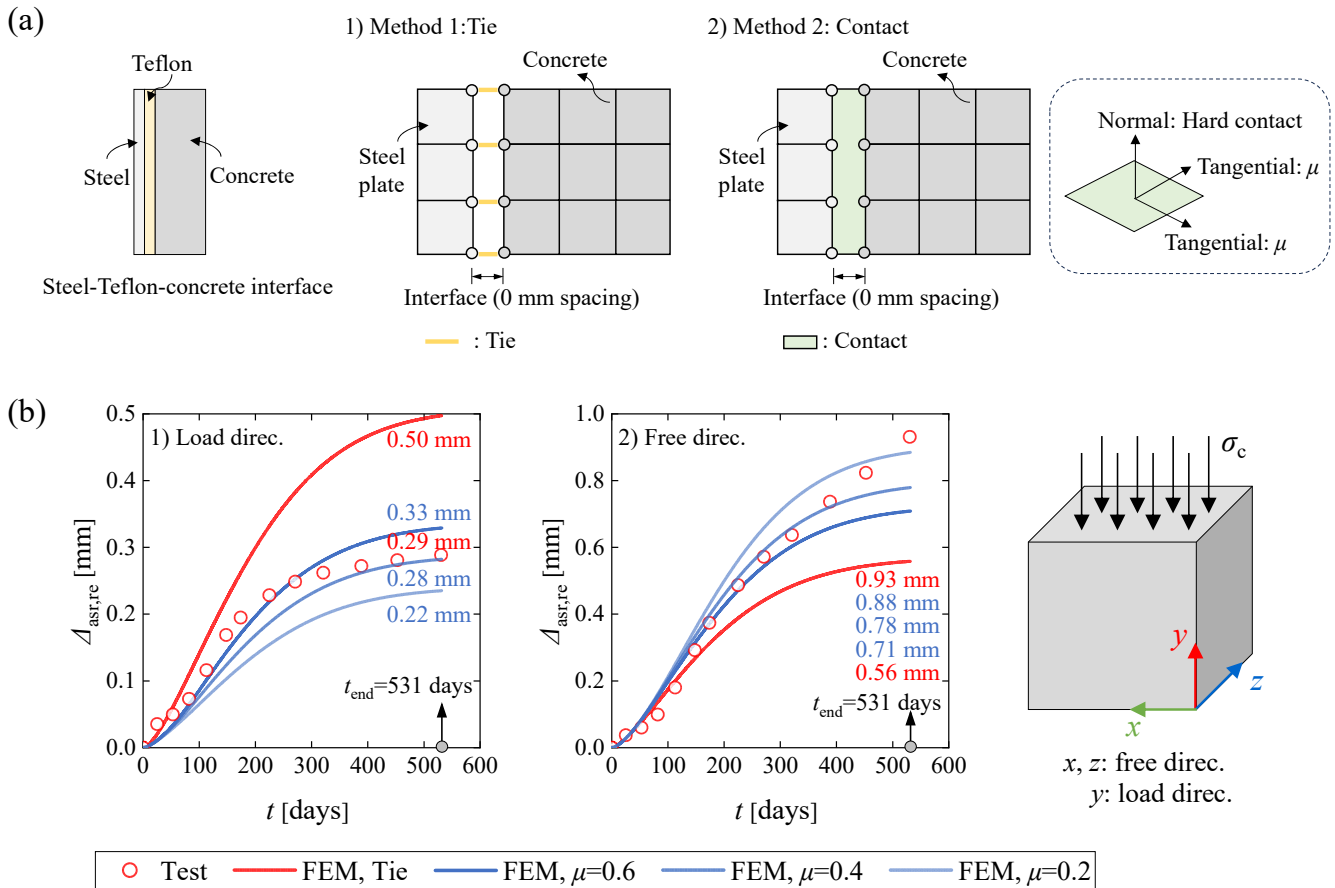 (a)
1) Method 1:Tie
2) Method 2: Contact
Teflon
Steel
Concrete
Steel-Teflon-concrete interface
Concrete
Steel
plate
Interface (0 mm spacing)
: Tie
Concrete
Steel
plate
Interface (0 mm spacing)
: Contact
Normal: Hard contact
Tangential: μ
Tangential: μ
(b)
1) Load direc.
0.50 mm
0.33 mm
0.29 mm
0.28 mm
0.22 mm
t_end=531 days
Δ_asr,re [mm]
0.5
0.4
0.3
0.2
0.1
0.0
0 100 200 300 400 500 600
t [days]
2) Free direc.
0.93 mm
0.88 mm
0.78 mm
0.71 mm
0.56 mm
t_end=531 days
Δ_asr,re [mm]
1.0
0.8
0.6
0.4
0.2
0.0
0 100 200 300 400 500 600
t [days]
σ_c
y
z
x
x, z: free direc.
y: load direc.
Test FEM, Tie FEM, μ=0.6 FEM, μ=0.4 FEM, μ=0.2